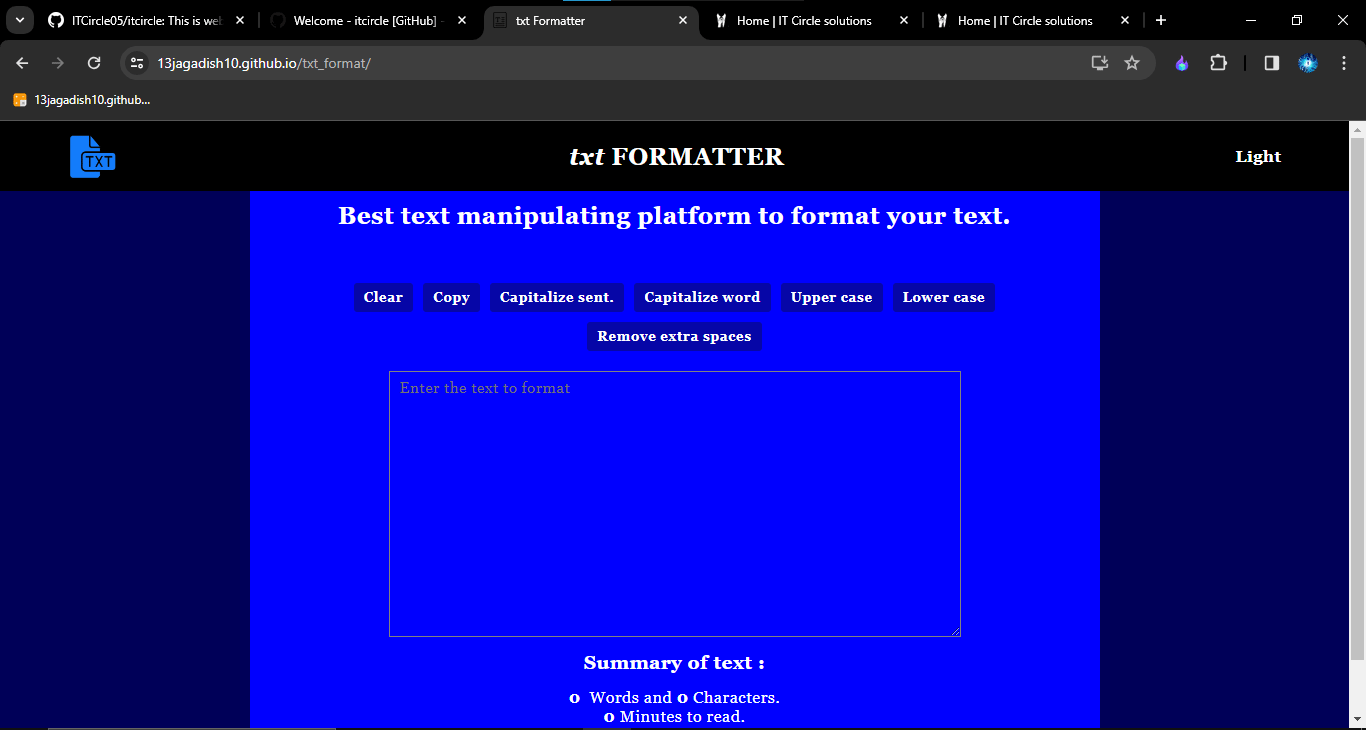 ITCircle05/itcircle: This is we
Welcome - itcircle [GitHub] -
txt Formatter
Home | IT Circle solutions
Home | IT Circle solutions
13jagadish10.github.io/txt_format/
13jagadish10.github...
TXT
txt FORMATTER
Light
Best text manipulating platform to format your text.
Clear Copy Capitalize sent. Capitalize word Upper case Lower case
Remove extra spaces
Enter the text to format
Summary of text :
0 Words and 0 Characters.
0 Minutes to read.